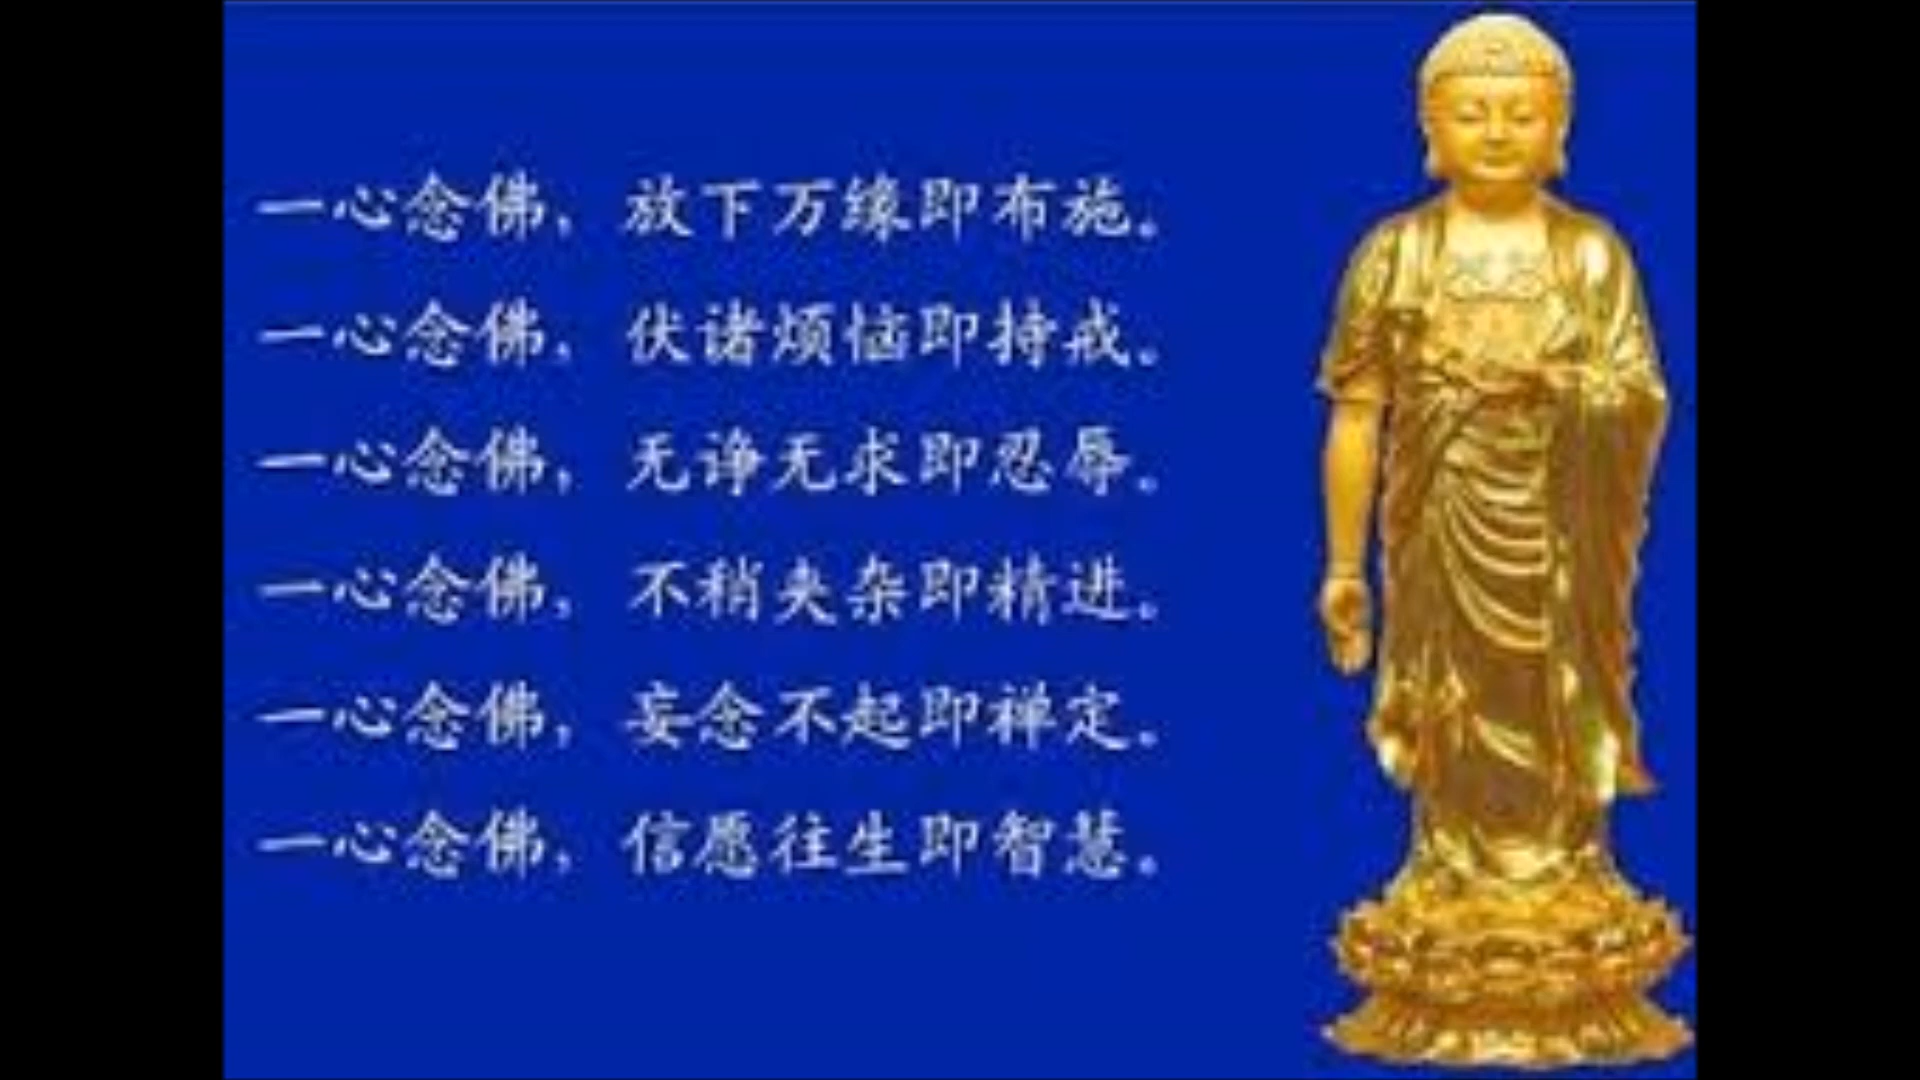 一心念佛，放下万缘即布施。
一心念佛，伏诸烦恼即持戒。
一心念佛，无诤无求即忍辱。
一心念佛，不稍夹杂即精进。
一心念佛，妄念不起即禅定。
一心念佛，信愿往生即智慧。